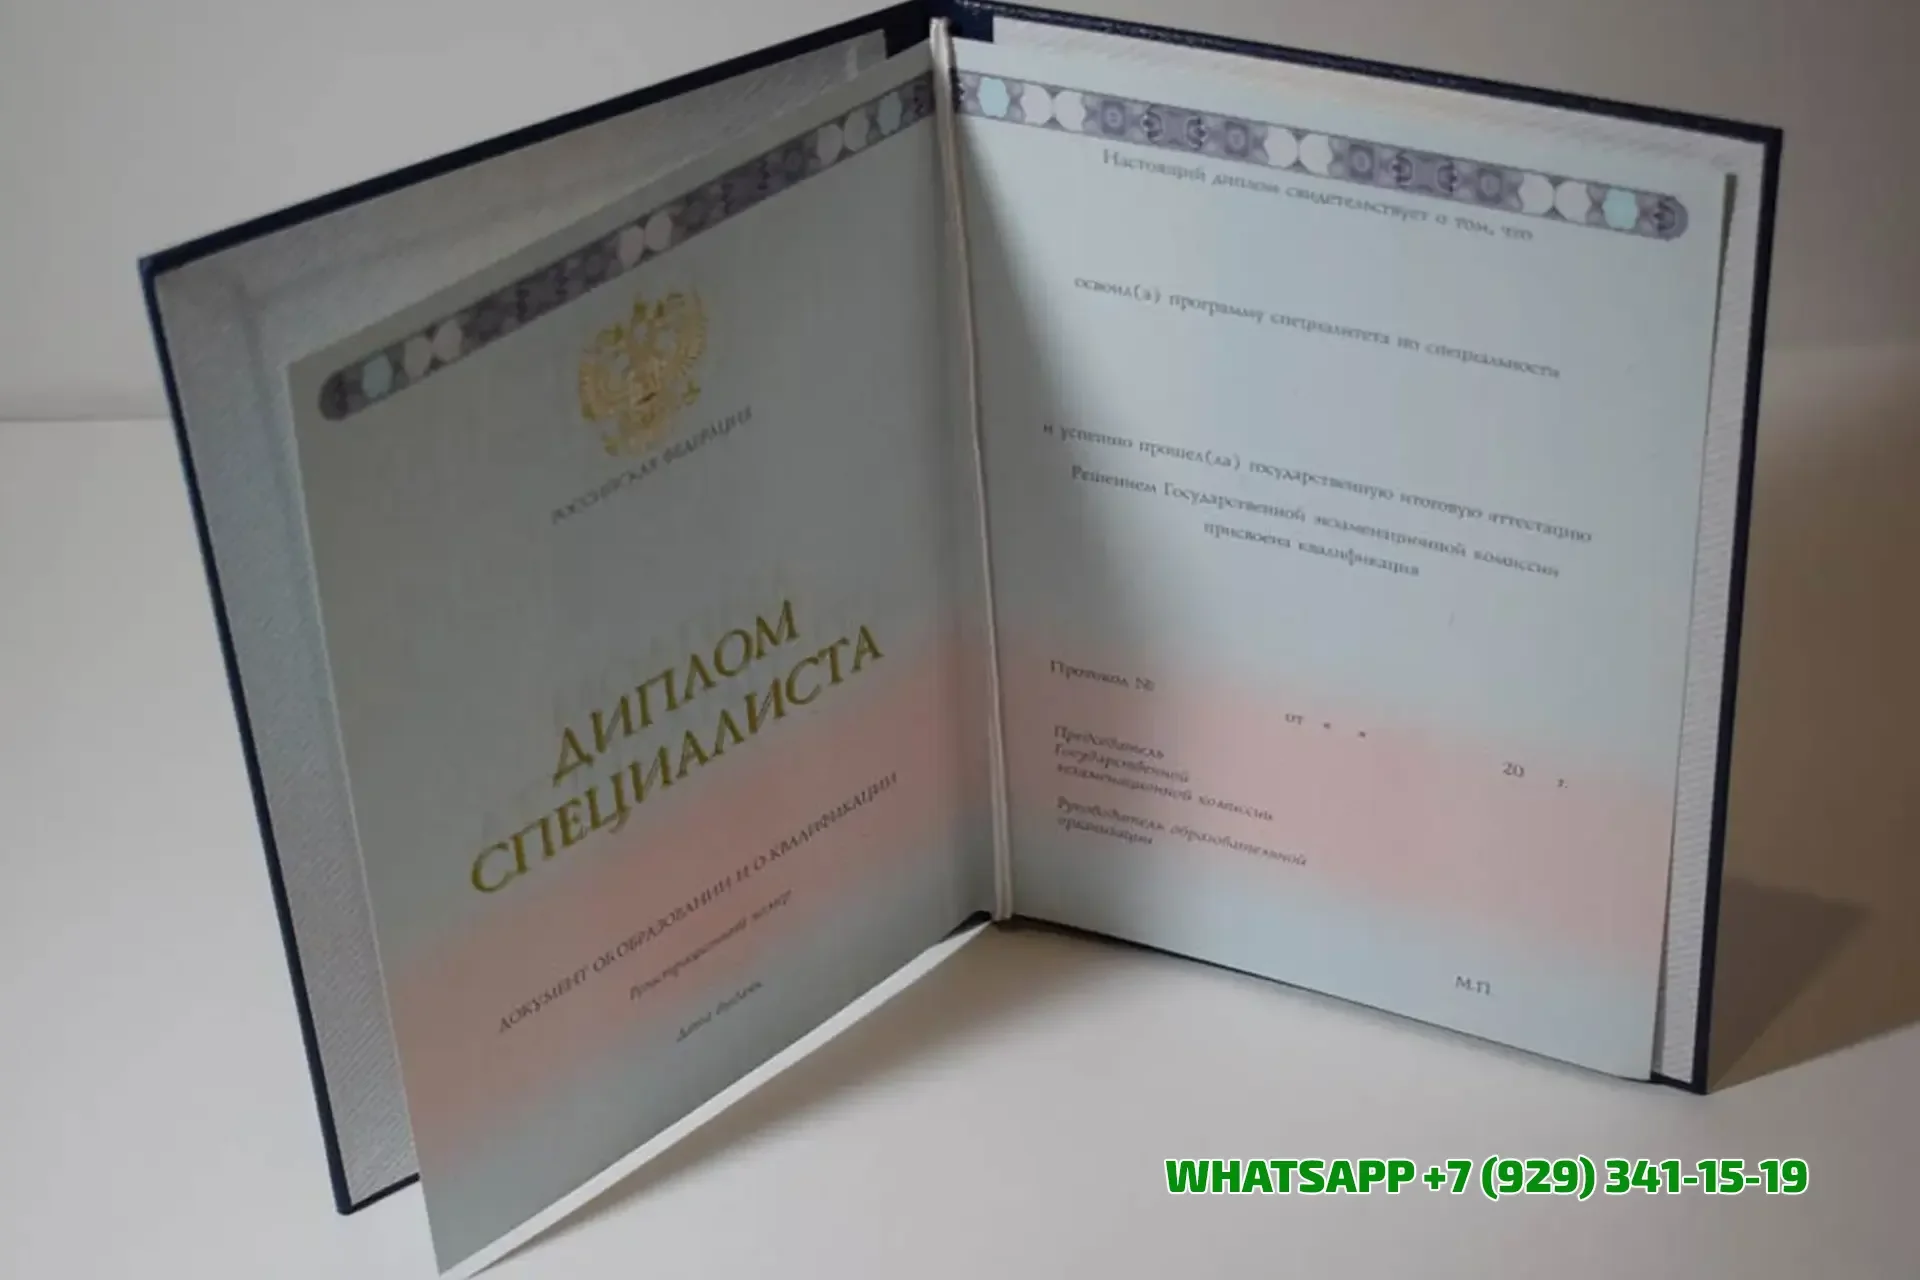 РОССИЙСКАЯ ФЕДЕРАЦИЯ
ДИПЛОМ
СПЕЦИАЛИСТА
ДОКУМЕНТ ОБ ОБРАЗОВАНИИ И О КВАЛИФИКАЦИИ
Регистрационный номер
Дата выдачи
Настоящий диплом свидетельствует о том, что
освоил(а) программу специалитета по специальности
и успешно прошел(ла) государственную итоговую аттестацию
Решением Государственной экзаменационной комиссии
присвоена квалификация
Протокол №
от « »
20 г.
Председатель
Государственной
экзаменационной комиссии
Руководитель образовательной
организации
М.П.
WHATSAPP +7 (929) 341-15-19